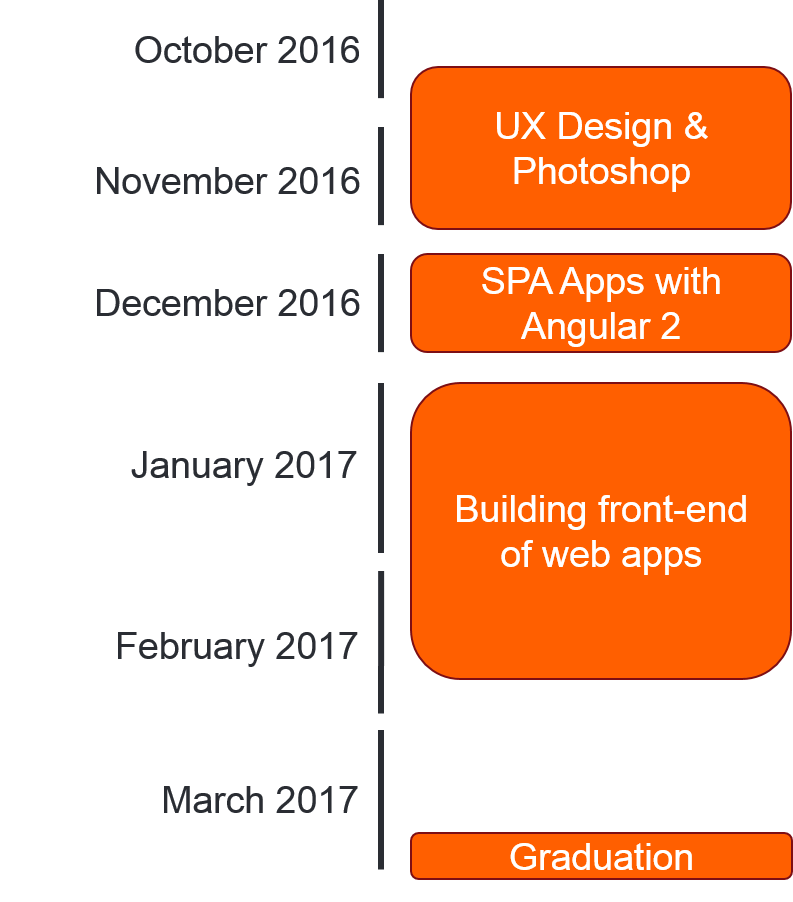 October 2016
UX Design &
Photoshop
November 2016
December 2016
SPA Apps with
Angular 2
January 2017
Building front-end
of web apps
February 2017
March 2017
Graduation